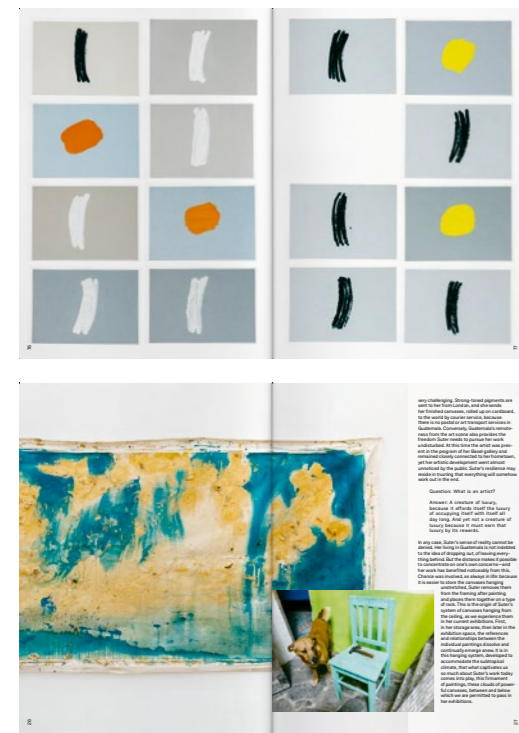 very challenging. Strong-toned pigments are
sent to her from London, and she sends
her finished canvases, rolled up on cardboard,
to the world by courier service, because
there is no postal or art transport services in
Guatemala. Conversely, Guatemala's remote-
ness from the art scene also provides the
freedom Suter needs to pursue her work
undisturbed. At this time the artist was pres-
ent in the program of her Basel gallery and
remained closely connected to her hometown,
yet her artistic development went almost
unnoticed by the public. Suter's resilience may
reside in trusting that everything will somehow
work out in the end.
Question: What is an artist?
Answer: A creature of luxury,
because it affords itself the luxury
of occupying itself with itself all
day long. And yet not a creature of
luxury because it must earn that
luxury by its rewards.
In any case, Suter's sense of reality cannot be
denied. Her living in Guatemala is not indebted
to the idea of dropping out, of leaving every-
thing behind. But the distance makes it possible
to concentrate on one's own concerns—and
her work has benefited noticeably from this.
Chance was involved, as always in life: because
it is easier to store the canvases hanging
unstretched, Suter removes them
from the framing after painting
and places them together on a type
of rack. This is the origin of Suter's
system of canvases hanging from
the ceiling, as we experience them
in her current exhibitions. First,
in her storage area, then later in the
exhibition space, the references
and relationships between the
individual paintings dissolve and
continually emerge anew. It is in
this hanging system, developed to
accommodate the subtropical
climate, that what captivates us
so much about Suter's work today
comes into play, this firmament
of paintings, these clouds of power-
ful canvases, between and below
which we are permitted to pass in
her exhibitions.
26
27